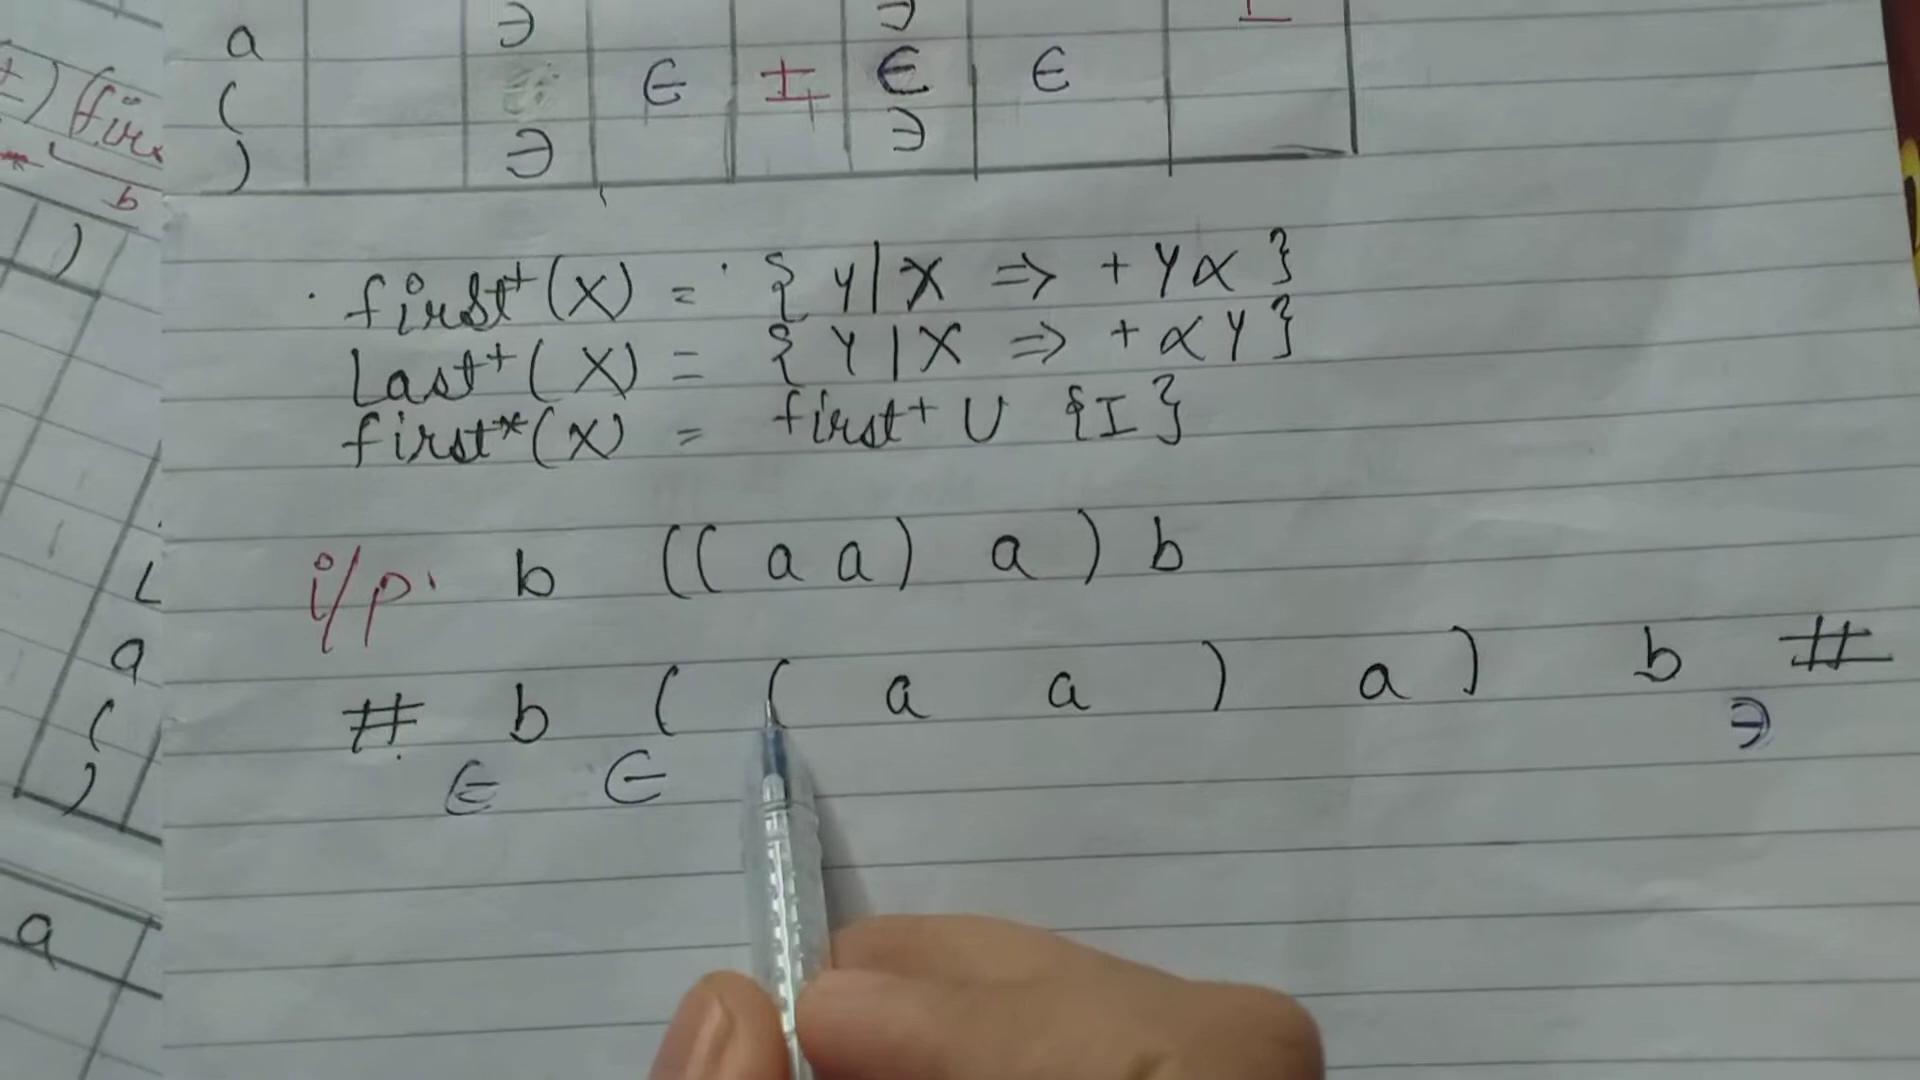 a ∋ ∋
( ∈ I ∈ ∈
) ∋ ∋
first⁺(X) = { Y | X ⇒ + Yα }
Last⁺(X) = { Y | X ⇒ + αY }
first*(X) = first⁺ ∪ {I}
i/p. b ((aa) a) b
# b ( ( a a ) a ) b #
∈ ∈ ∋
b
)
L
a
(
)
a